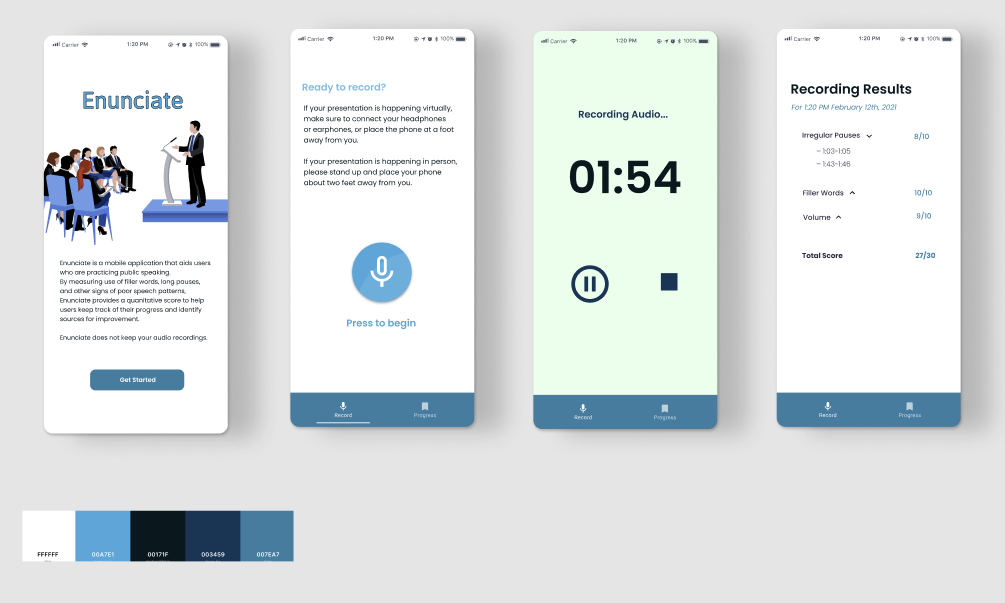 Carrier 1:20 PM 100%
Enunciate
Enunciate is a mobile application that aids users
who are practicing public speaking.
By measuring use of filler words, long pauses,
and other signs of poor speech patterns,
Enunciate provides a quanitative score to help
users keep track of their progress and identify
sources for improvement.
Enunciate does not keep your audio recordings.
Get Started
Carrier 1:20 PM 100%
Ready to record?
If your presentation is happening virtually,
make sure to connect your headphones
or earphones, or place the phone at a foot
away from you.
If your presentation is happening in person,
please stand up and place your phone
about two feet away from you.
Press to begin
Record Progress
Carrier 1:20 PM 100%
Recording Audio...
01:54
Record Progress
Carrier 1:20 PM 100%
Recording Results
For 1:20 PM February 12th, 2021
Irregular Pauses 8/10
– 1:03-1:05
– 1:43-1:46
Filler Words 10/10
Volume 9/10
Total Score 27/30
Record Progress
FFFFFF 00A7E1 00171F 003459 007EA7